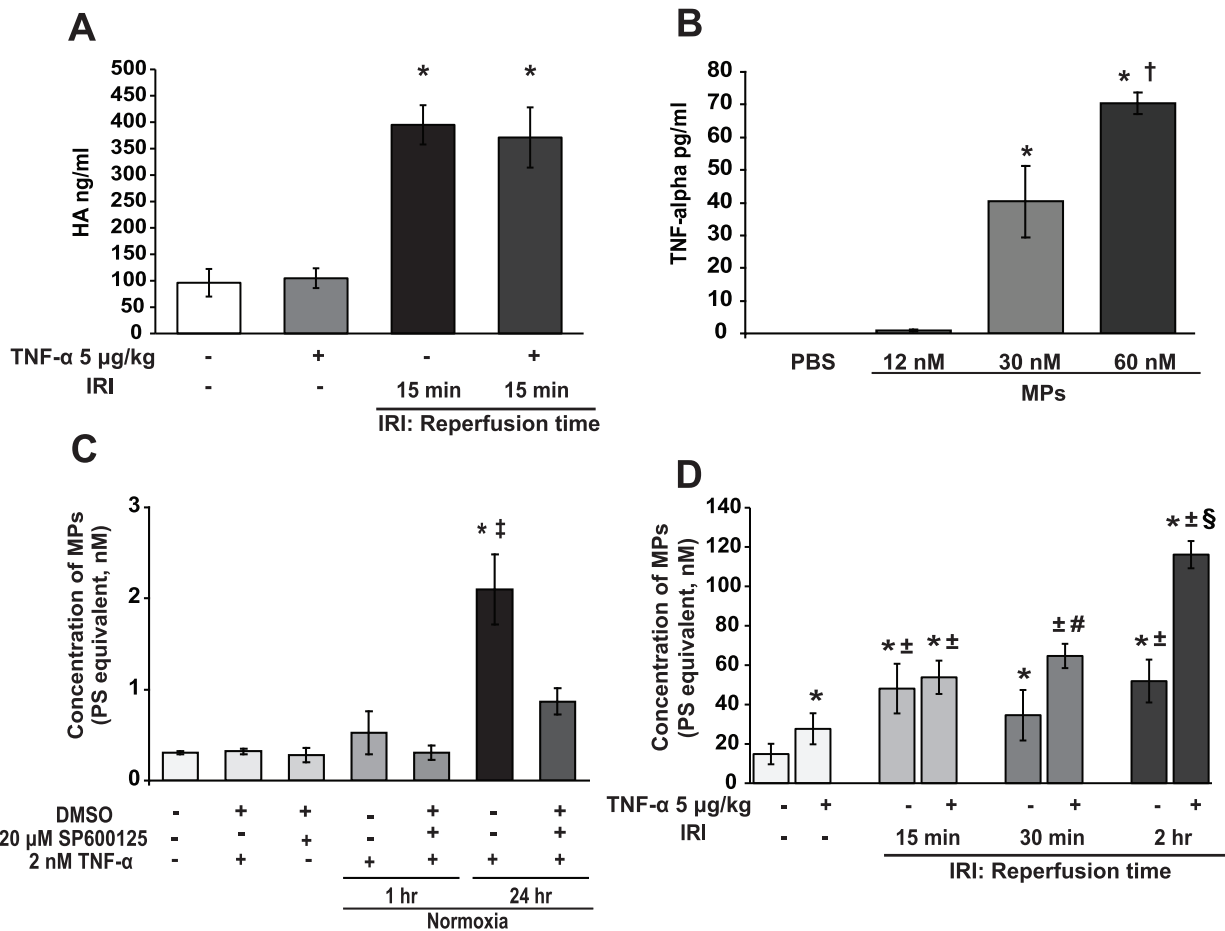 A
500
450
400
350
300
250
200
150
100
50
0
HA ng/ml
* *
TNF-α 5 µg/kg - + - +
IRI - - 15 min 15 min
IRI: Reperfusion time
B
80
70
60
50
40
30
20
10
0
TNF-alpha pg/ml
* * †
PBS 12 nM 30 nM 60 nM
MPs
C
3
2
1
0
Concentration of MPs
(PS equivalent, nM)
* ‡
DMSO - + + - + - +
20 µM SP600125 - - + - + - +
2 nM TNF-α - + - + + + +
1 hr 24 hr
Normoxia
D
140
120
100
80
60
40
20
0
Concentration of MPs
(PS equivalent, nM)
* * ± * ± * ± # * ± * ± §
TNF-α 5 µg/kg - + - + - + - +
IRI - - 15 min 30 min 2 hr
IRI: Reperfusion time